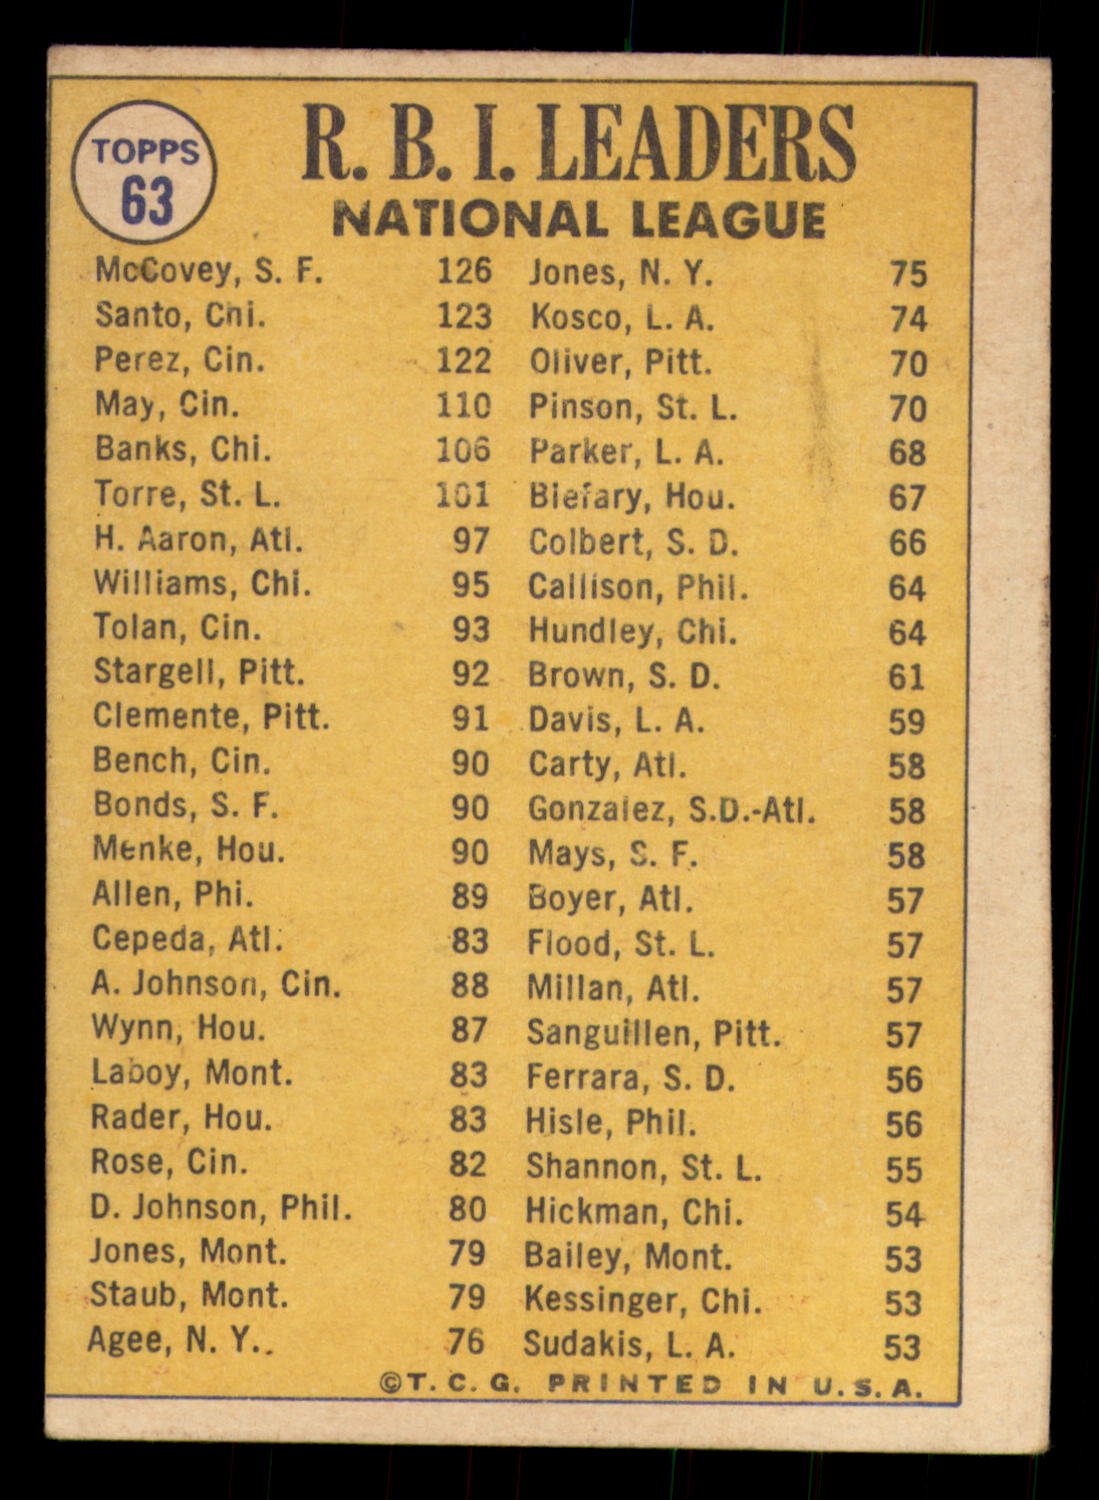 TOPPS
63
R. B. I. LEADERS
NATIONAL LEAGUE
McCovey, S. F. 126
Santo, Chi. 123
Perez, Cin. 122
May, Cin. 110
Banks, Chi. 106
Torre, St. L. 101
H. Aaron, Atl. 97
Williams, Chi. 95
Tolan, Cin. 93
Stargell, Pitt. 92
Clemente, Pitt. 91
Bench, Cin. 90
Bonds, S. F. 90
Menke, Hou. 90
Allen, Phi. 89
Cepeda, Atl. 83
A. Johnson, Cin. 88
Wynn, Hou. 87
Laboy, Mont. 83
Rader, Hou. 83
Rose, Cin. 82
D. Johnson, Phil. 80
Jones, Mont. 79
Staub, Mont. 79
Agee, N. Y.. 76
Jones, N. Y. 75
Kosco, L. A. 74
Oliver, Pitt. 70
Pinson, St. L. 70
Parker, L. A. 68
Blefary, Hou. 67
Colbert, S. D. 66
Callison, Phil. 64
Hundley, Chi. 64
Brown, S. D. 61
Davis, L. A. 59
Carty, Atl. 58
Gonzalez, S.D.-Atl. 58
Mays, S. F. 58
Boyer, Atl. 57
Flood, St. L. 57
Millan, Atl. 57
Sanguillen, Pitt. 57
Ferrara, S. D. 56
Hisle, Phil. 56
Shannon, St. L. 55
Hickman, Chi. 54
Bailey, Mont. 53
Kessinger, Chi. 53
Sudakis, L. A. 53
©T. C. G. PRINTED IN U. S. A.